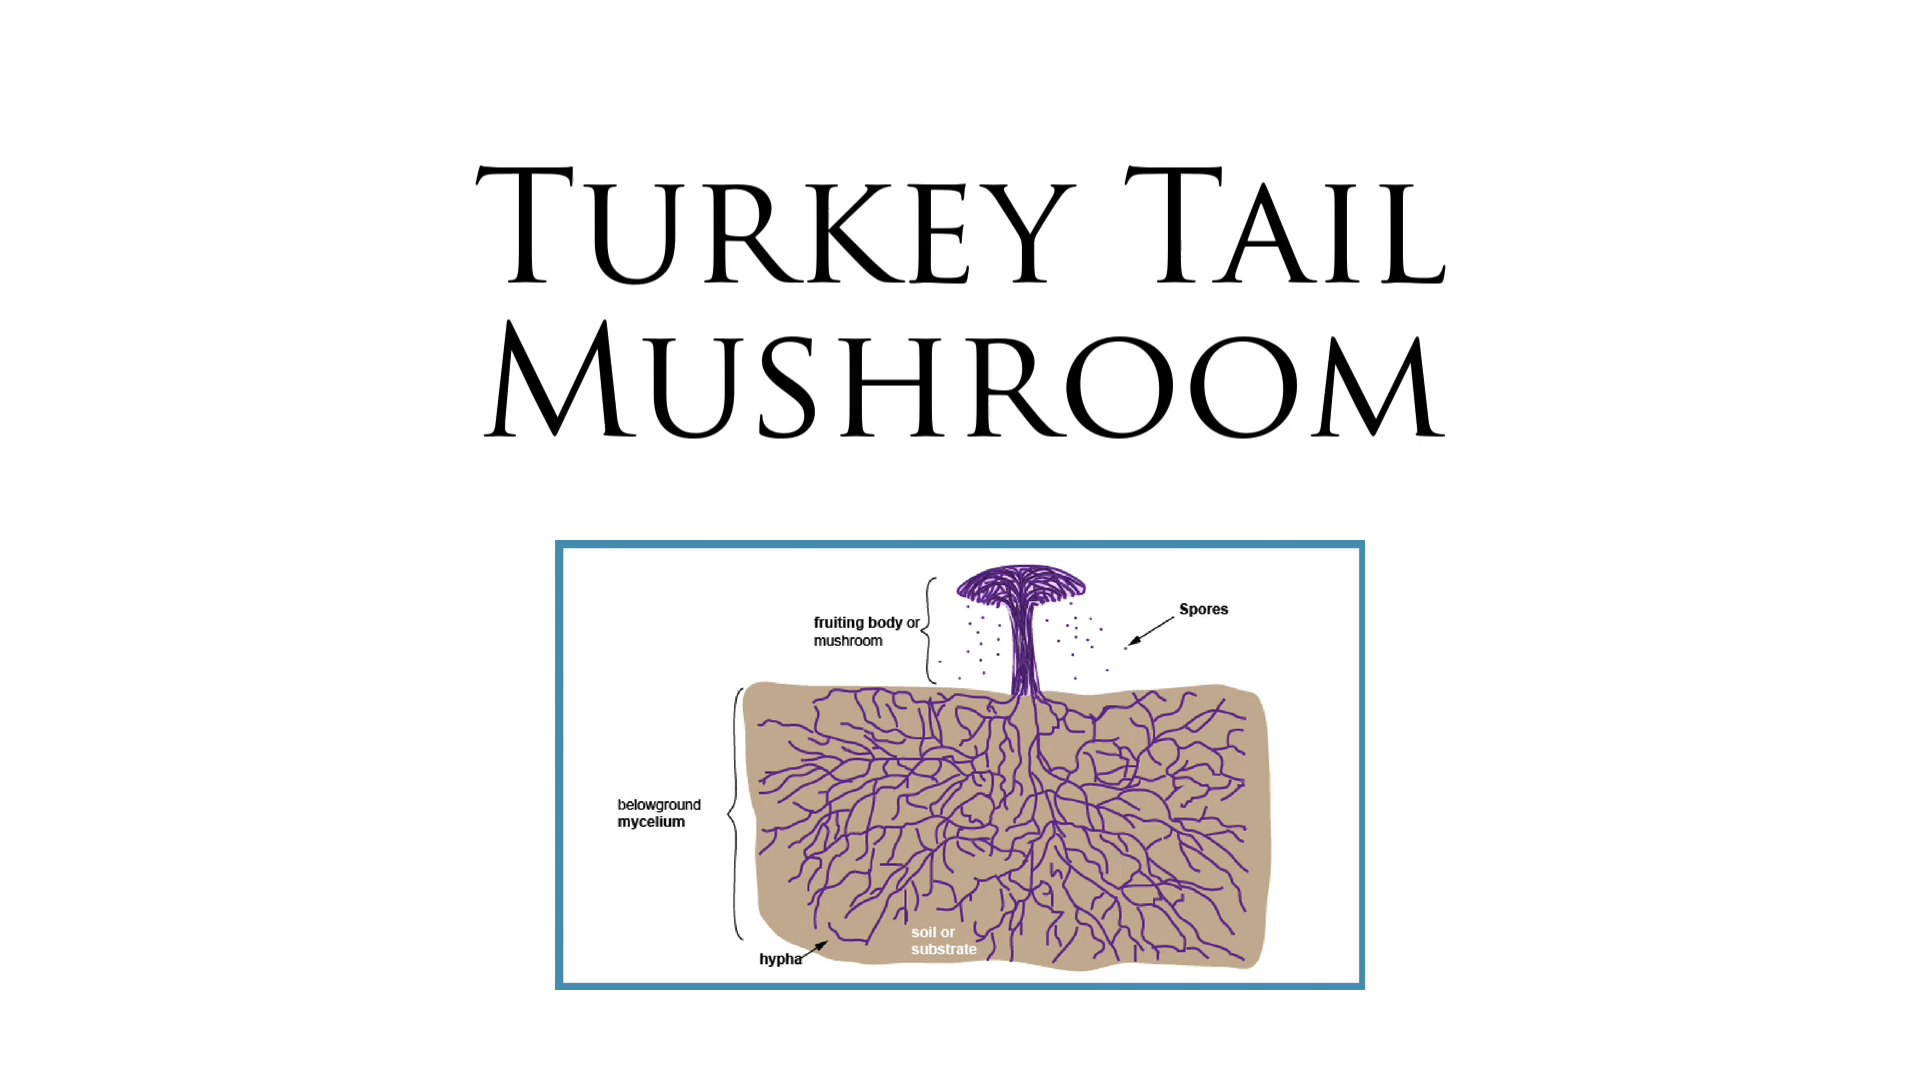 TURKEY TAIL
MUSHROOM
fruiting body or
mushroom
Spores
belowground
mycelium
soil or
substrate
hypha